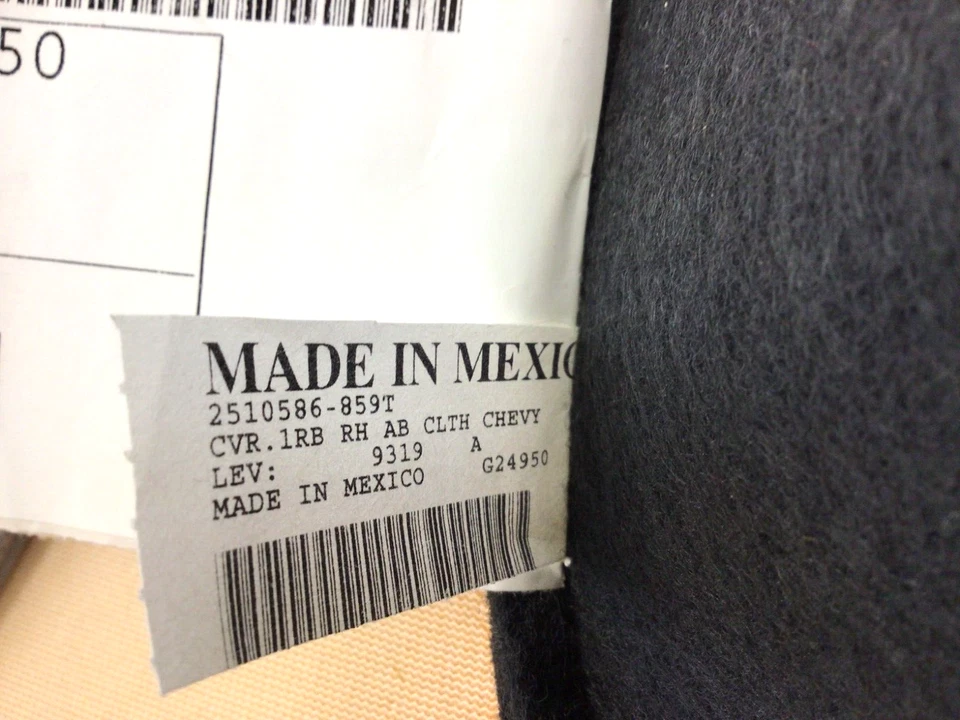 50
MADE IN MEXIC
2510586-859T
CVR.1RB RH AB CLTH CHEVY
LEV: 9319 A
MADE IN MEXICO G24950